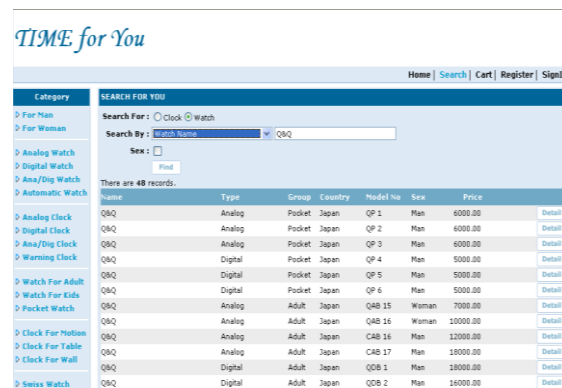 TIME for You
Home | Search | Cart | Register | SignI
Category
For Man
For Woman
Analog Watch
Digital Watch
Ana/Dig Watch
Automatic Watch
Analog Clock
Digital Clock
Ana/Dig Clock
Warning Clock
Watch For Adult
Watch For Kids
Pocket Watch
Clock For Motion
Clock For Table
Clock For Wall
Swiss Watch
SEARCH FOR YOU
Search For : Clock Watch
Search By : Watch Name Q&Q
Sex :
Find
There are 48 records.
Name Type Group Country Model No Sex Price
Q&Q Analog Pocket Japan QP 1 Man 6000.00 Detail
Q&Q Analog Pocket Japan QP 2 Man 6000.00 Detail
Q&Q Analog Pocket Japan QP 3 Man 6000.00 Detail
Q&Q Digital Pocket Japan QP 4 Man 5000.00 Detail
Q&Q Digital Pocket Japan QP 5 Man 5000.00 Detail
Q&Q Digital Pocket Japan QP 6 Man 5000.00 Detail
Q&Q Analog Adult Japan QAB 15 Woman 7000.00 Detail
Q&Q Analog Adult Japan QAB 16 Woman 10000.00 Detail
Q&Q Analog Adult Japan CAB 16 Man 12000.00 Detail
Q&Q Analog Adult Japan CAB 17 Man 18000.00 Detail
Q&Q Digital Adult Japan QDB 1 Man 18000.00 Detail
Q&Q Digital Adult Japan QDB 2 Man 16000.00 Detail